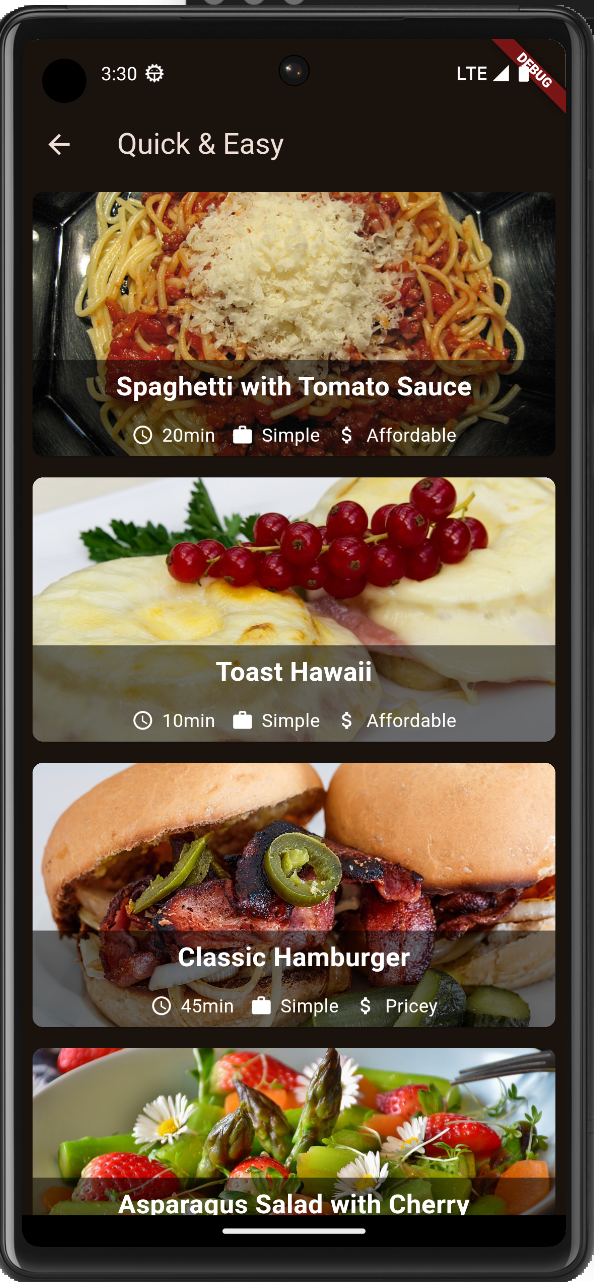 3:30 LTE
DEBUG
Quick & Easy
Spaghetti with Tomato Sauce
20min Simple $ Affordable
Toast Hawaii
10min Simple $ Affordable
Classic Hamburger
45min Simple $ Pricey
Asparagus Salad with Cherry